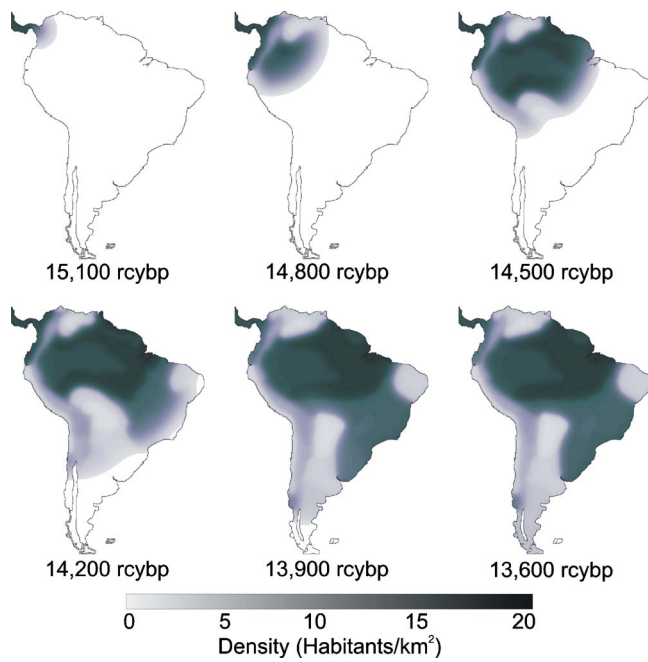 15,100 rcybp 14,800 rcybp 14,500 rcybp
14,200 rcybp 13,900 rcybp 13,600 rcybp
0 5 10 15 20
Density (Habitants/km²)